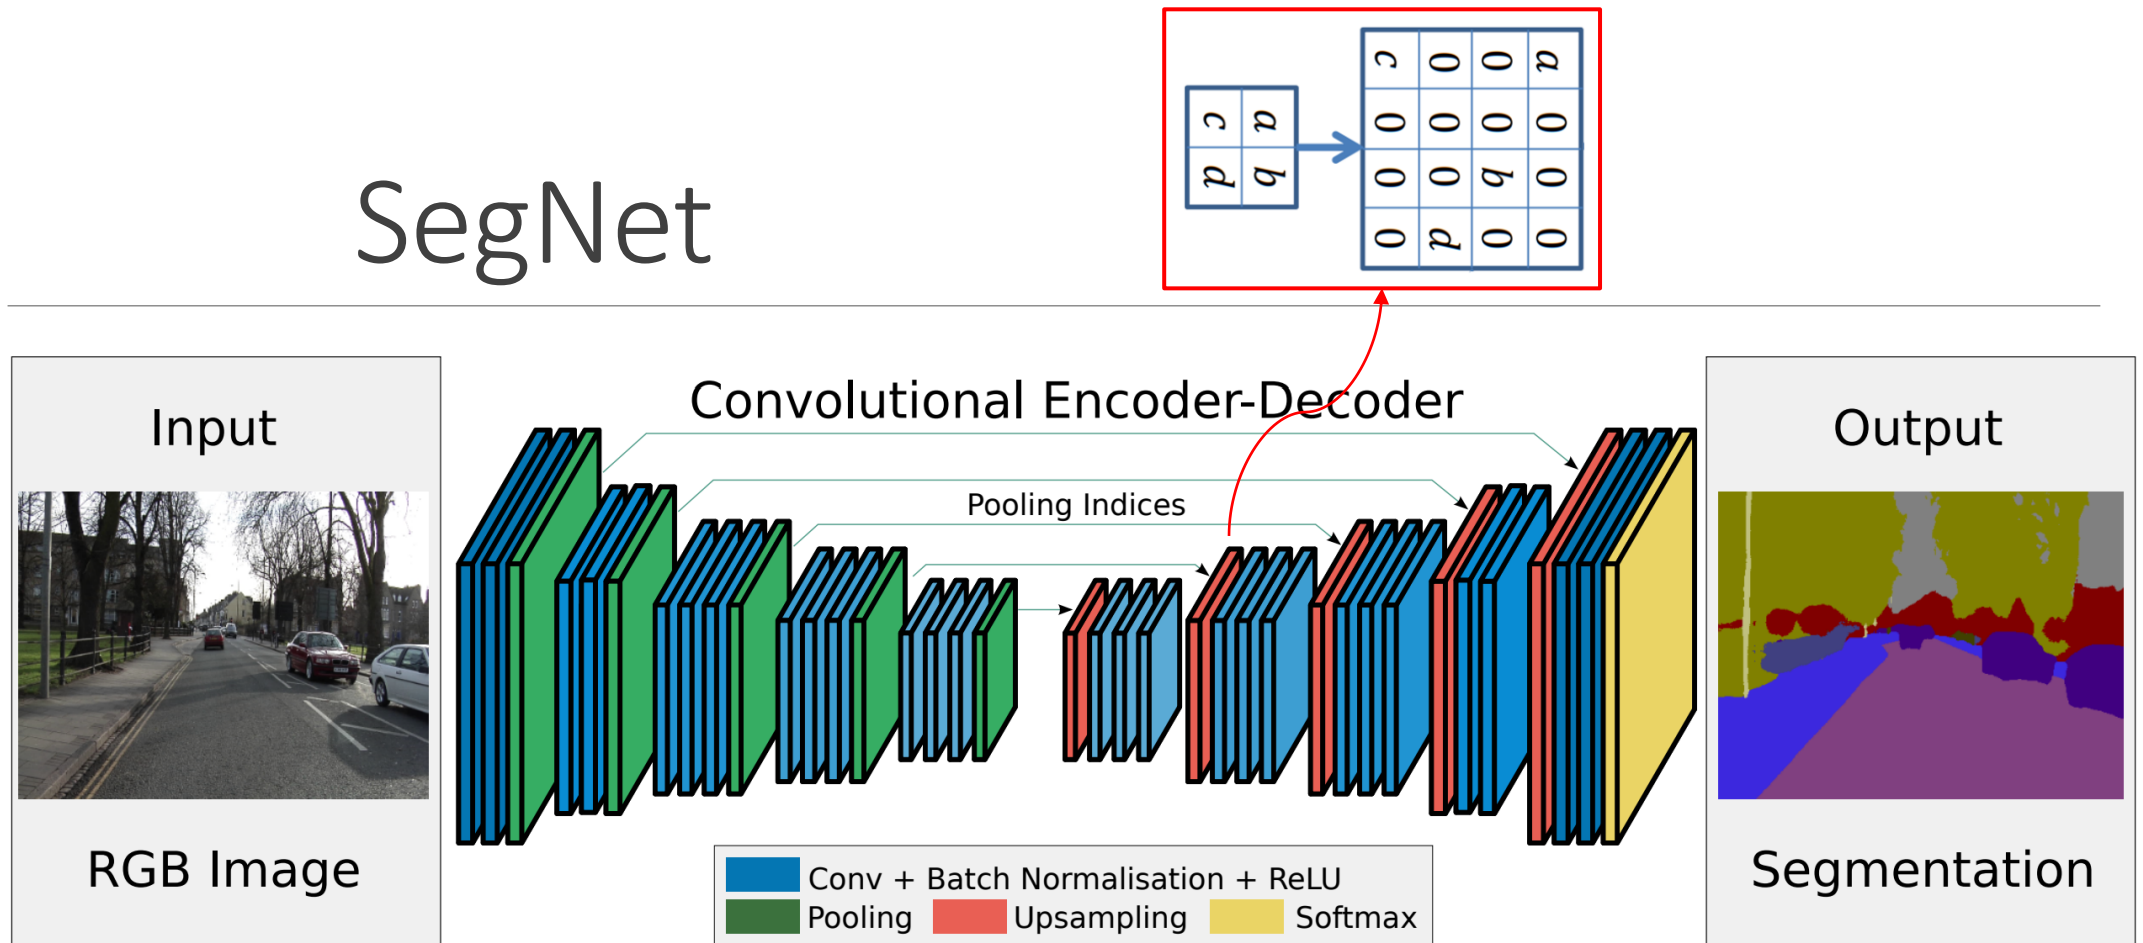 SegNet
c a
d b
c 0 0 a
0 0 0 0
0 0 b 0
0 d 0 0
Convolutional Encoder-Decoder
Input
Output
Pooling Indices
RGB Image
Segmentation
Conv + Batch Normalisation + ReLU
Pooling Upsampling Softmax